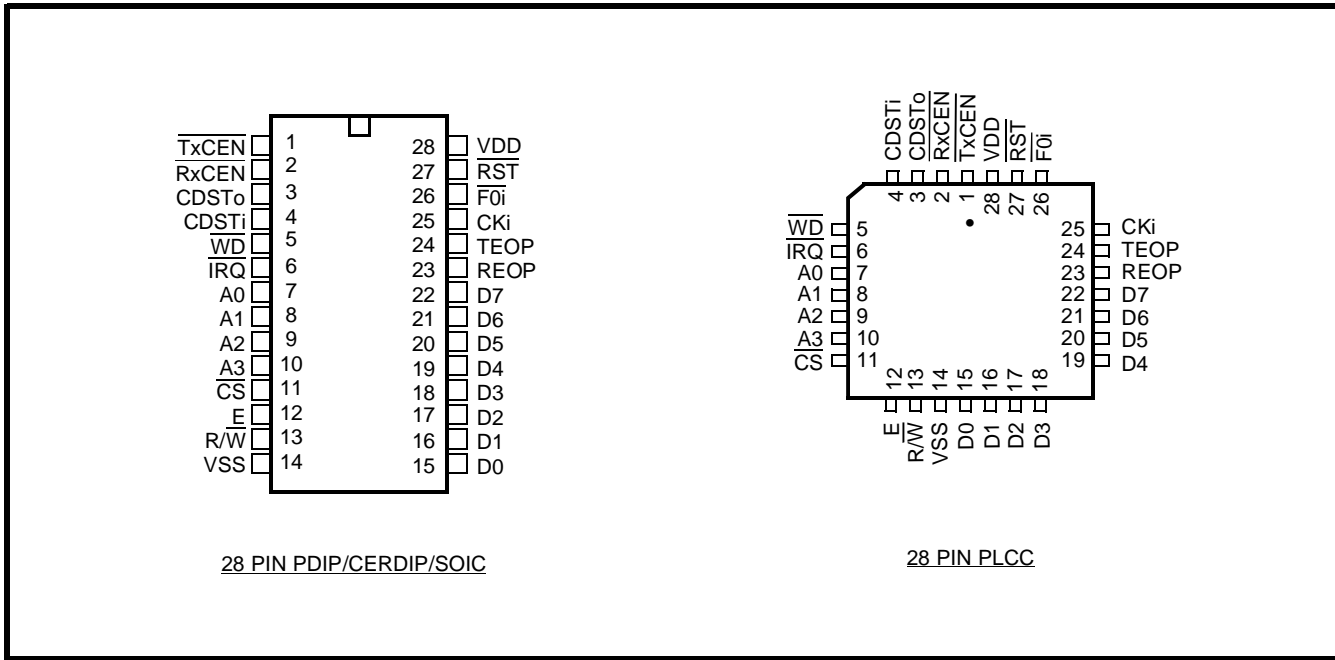 TxCEN 1 28 VDD
RxCEN 2 27 RST
CDSTo 3 26 F0i
CDSTi 4 25 CKi
WD 5 24 TEOP
IRQ 6 23 REOP
A0 7 22 D7
A1 8 21 D6
A2 9 20 D5
A3 10 19 D4
CS 11 18 D3
E 12 17 D2
R/W 13 16 D1
VSS 14 15 D0
28 PIN PDIP/CERDIP/SOIC
CDSTi CDSTo RxCEN TxCEN VDD RST F0i
4 3 2 1 28 27 26
WD 5 25 CKi
IRQ 6 24 TEOP
A0 7 23 REOP
A1 8 22 D7
A2 9 21 D6
A3 10 20 D5
CS 11 19 D4
12 13 14 15 16 17 18
E R/W VSS D0 D1 D2 D3
28 PIN PLCC